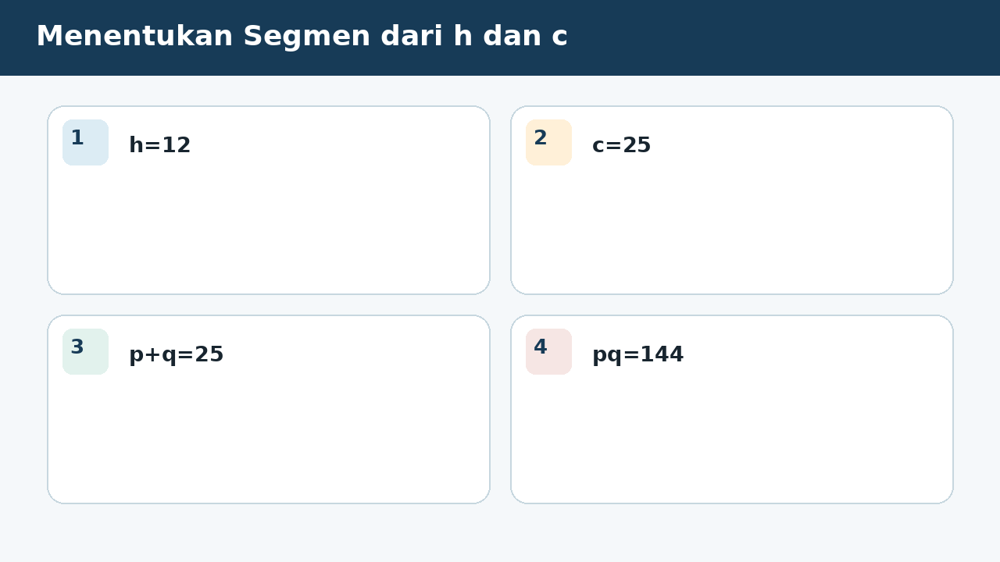 Menentukan Segmen dari h dan c
1 h=12
2 c=25
3 p+q=25
4 pq=144